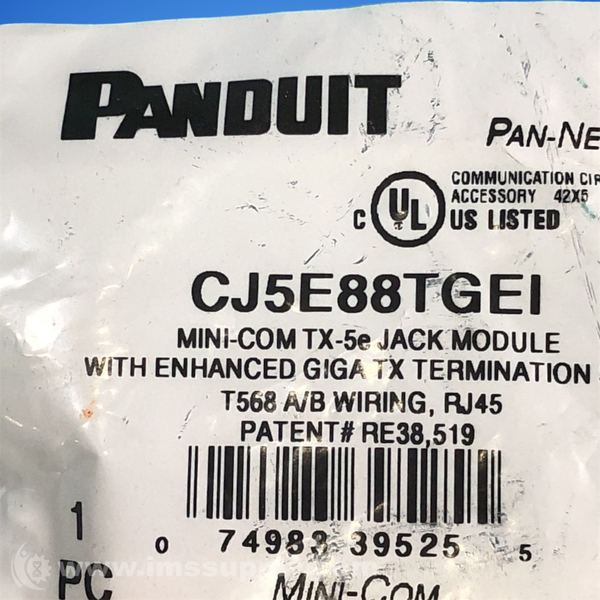 PANDUIT
PAN-NE
COMMUNICATION CIR
ACCESSORY 42X5
C UL US LISTED
CJ5E88TGEI
MINI-COM TX-5e JACK MODULE
WITH ENHANCED GIGA TX TERMINATION
T568 A/B WIRING, RJ45
PATENT# RE38,519
0 74983 39525 5
1
PC
MINI-COM